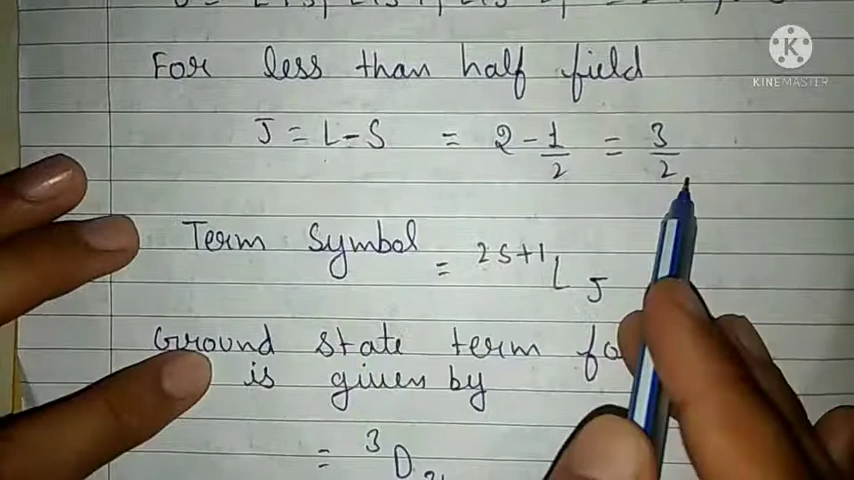 For less than half field
J = L-S = 2 - 1/2 = 3/2
Term Symbol = 2S+1 L J
Ground state term
is given by
= 3 D
K
KINEMASTER